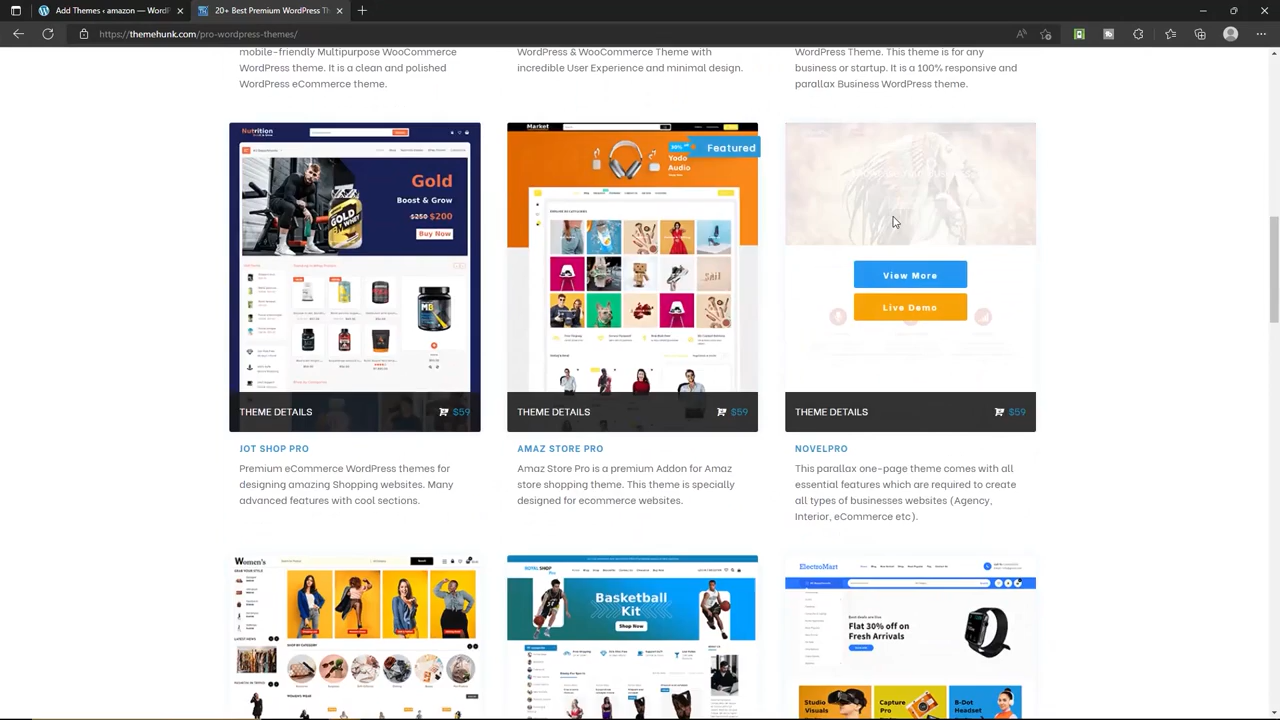 Add Themes ‹ amazon — WordF
20+ Best Premium WordPress Th
https://themehunk.com/pro-wordpress-themes/
mobile-friendly Multipurpose WooCommerce
WordPress theme. It is a clean and polished
WordPress eCommerce theme.
WordPress & WooCommerce Theme with
incredible User Experience and minimal design.
WordPress Theme. This theme is for any
business or startup. It is a 100% responsive and
parallax Business WordPress theme.
Nutrition
Gold
Boost & Grow
$250 $200
Buy Now
THEME DETAILS
$59
Market
Featured
Yodo
Audio
THEME DETAILS
$59
View More
Live Demo
THEME DETAILS
$59
JOT SHOP PRO
Premium eCommerce WordPress themes for
designing amazing Shopping websites. Many
advanced features with cool sections.
AMAZ STORE PRO
Amaz Store Pro is a premium Addon for Amaz
store shopping theme. This theme is specially
designed for ecommerce websites.
NOVELPRO
This parallax one-page theme comes with all
essential features which are required to create
all types of businesses websites (Agency,
Interior, eCommerce etc).
Women's
SHOP BY CATEGORY
ROYAL SHOP
Pro
Basketball
Kit
Shop Now
ElectroMart
Flat 30% off on
Fresh Arrivals
Studio
Visuals
Capture
Pro
B-Dot
Headset